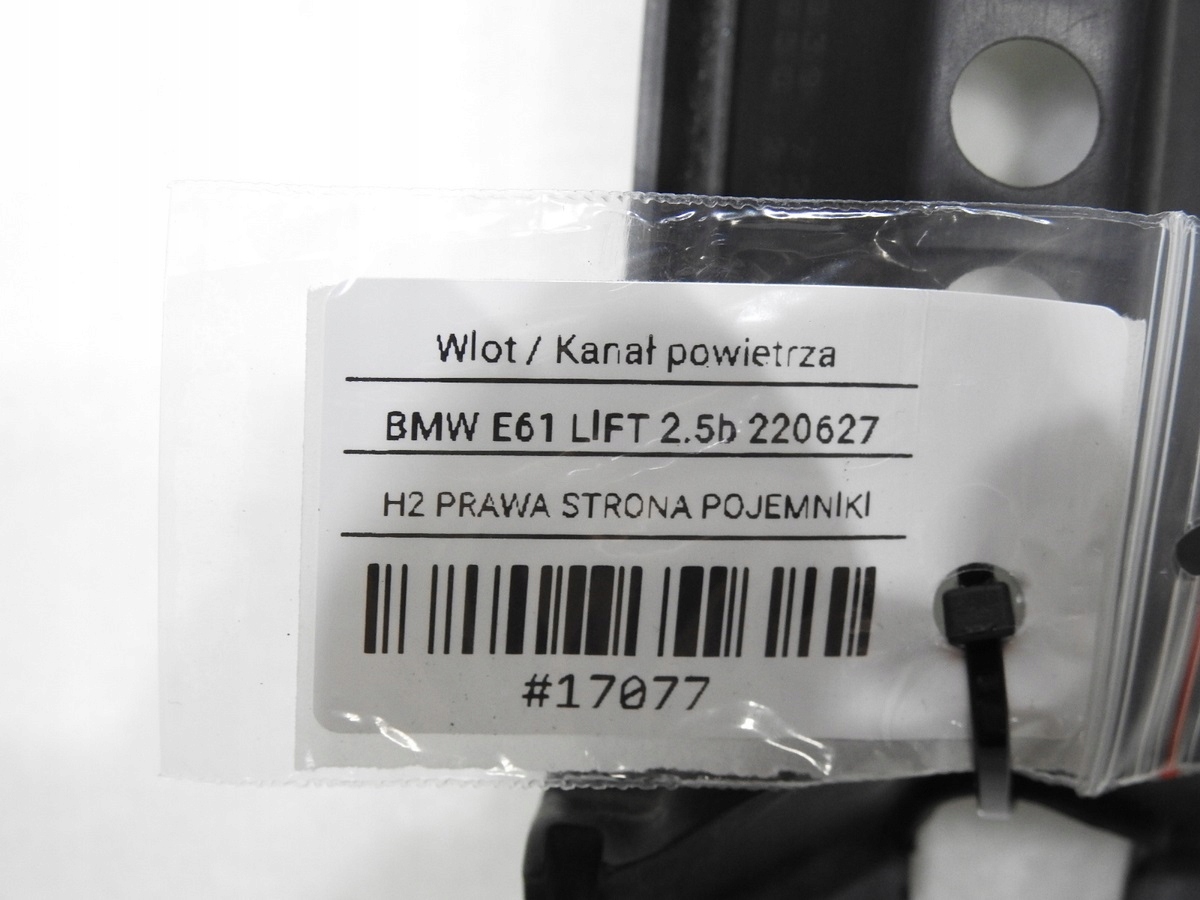 Wlot / Kanał powietrza
BMW E61 LIFT 2.5b 220627
H2 PRAWA STRONA POJEMNIKI
#17077